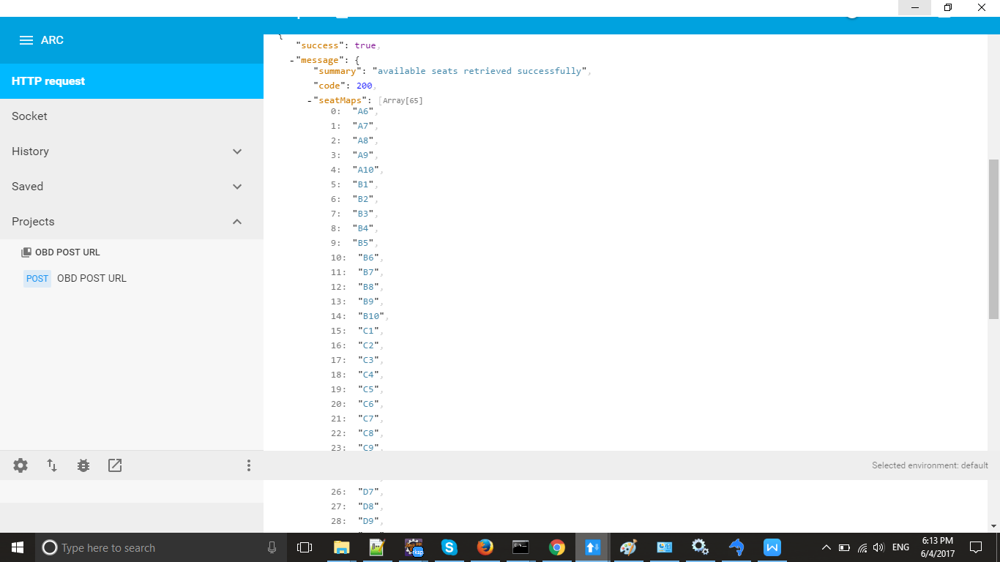 ARC
HTTP request
Socket
History
Saved
Projects
OBD POST URL
POST OBD POST URL
{
"success": true,
-"message": {
"summary": "available seats retrieved successfully",
"code": 200,
-"seatMaps": [Array[65]
0: "A6",
1: "A7",
2: "A8",
3: "A9",
4: "A10",
5: "B1",
6: "B2",
7: "B3",
8: "B4",
9: "B5",
10: "B6",
11: "B7",
12: "B8",
13: "B9",
14: "B10",
15: "C1",
16: "C2",
17: "C3",
18: "C4",
19: "C5",
20: "C6",
21: "C7",
22: "C8",
23: "C9",
Selected environment: default
26: "D7",
27: "D8",
28: "D9",
Type here to search
ENG
6:13 PM
6/4/2017